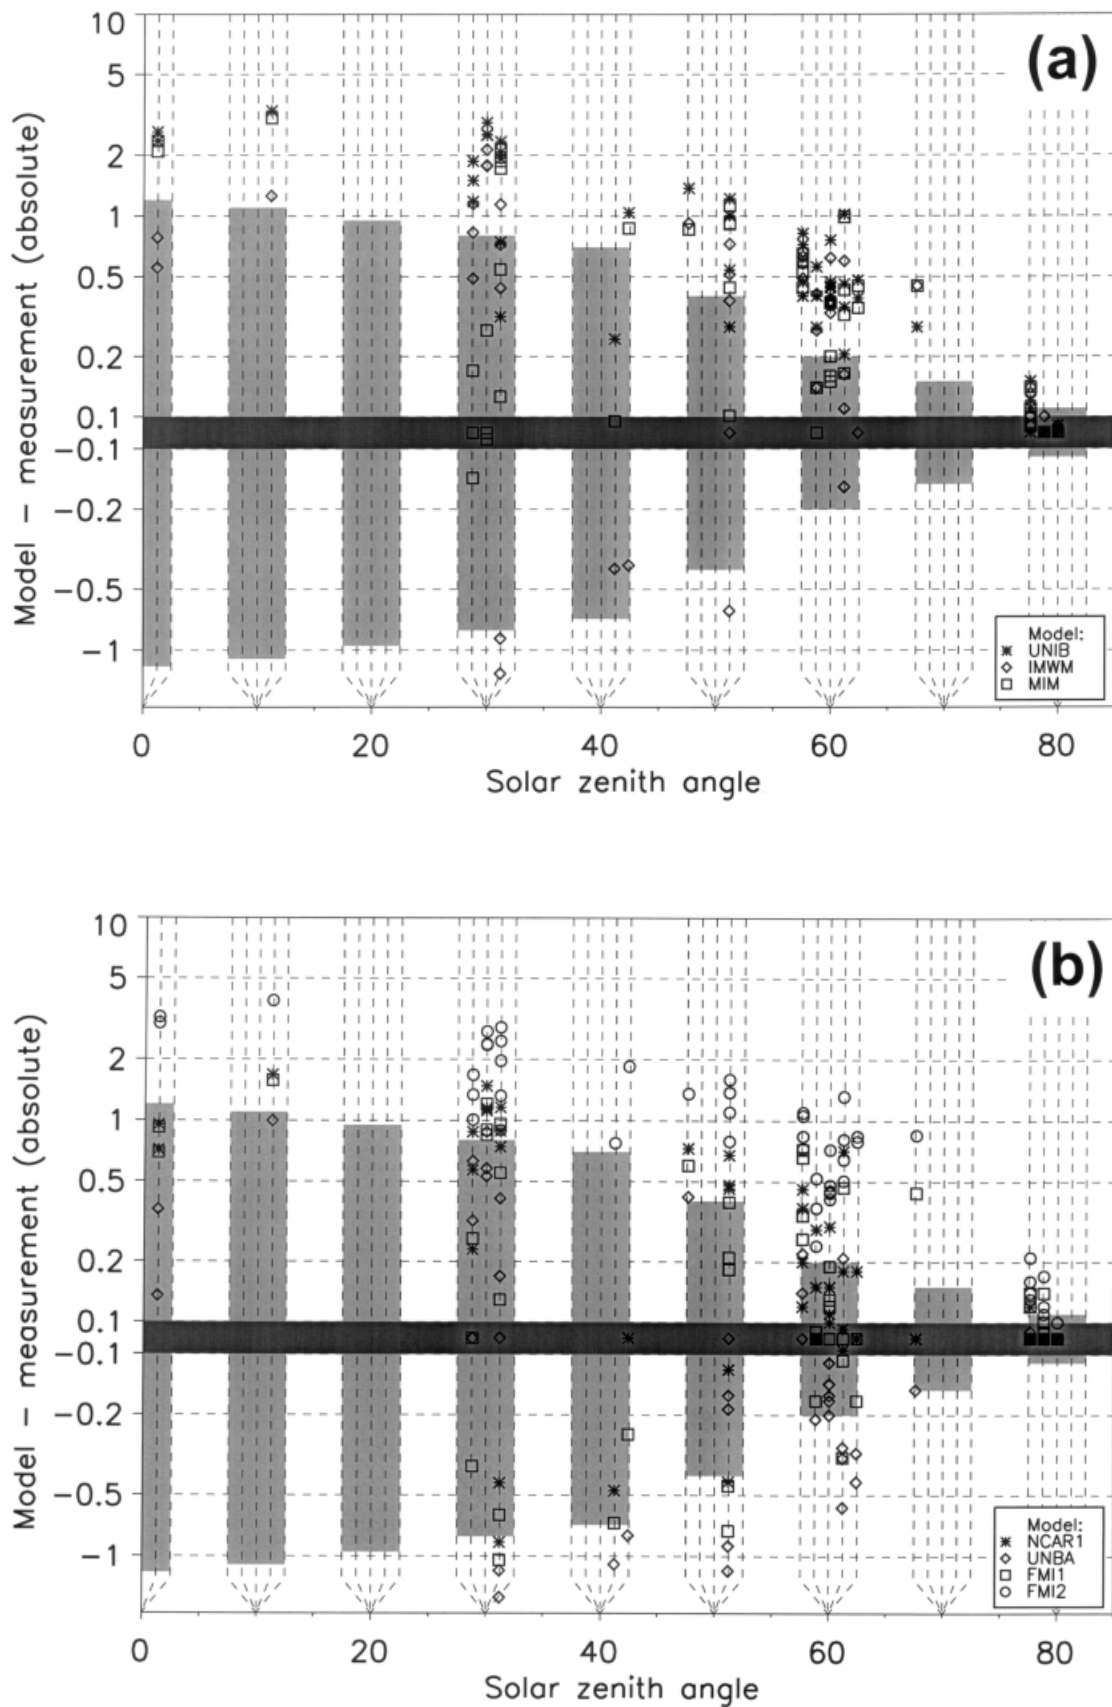 (a)
Model - measurement (absolute)
10
5
2
1
0.5
0.2
0.1
-0.1
-0.2
-0.5
-1
Model:
UNIB
IMWM
MIM
0 20 40 60 80
Solar zenith angle
(b)
Model - measurement (absolute)
10
5
2
1
0.5
0.2
0.1
-0.1
-0.2
-0.5
-1
Model:
NCAR1
UNBA
FMI1
FMI2
0 20 40 60 80
Solar zenith angle